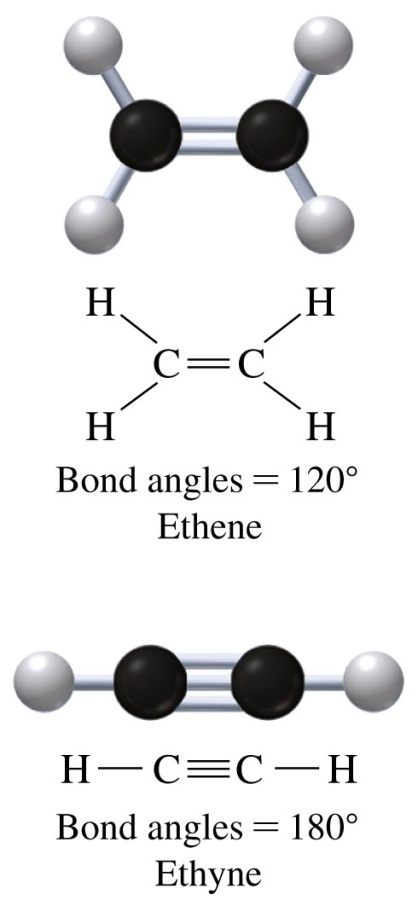 H H
C=C
H H
Bond angles = 120°
Ethene
H—C≡C—H
Bond angles = 180°
Ethyne